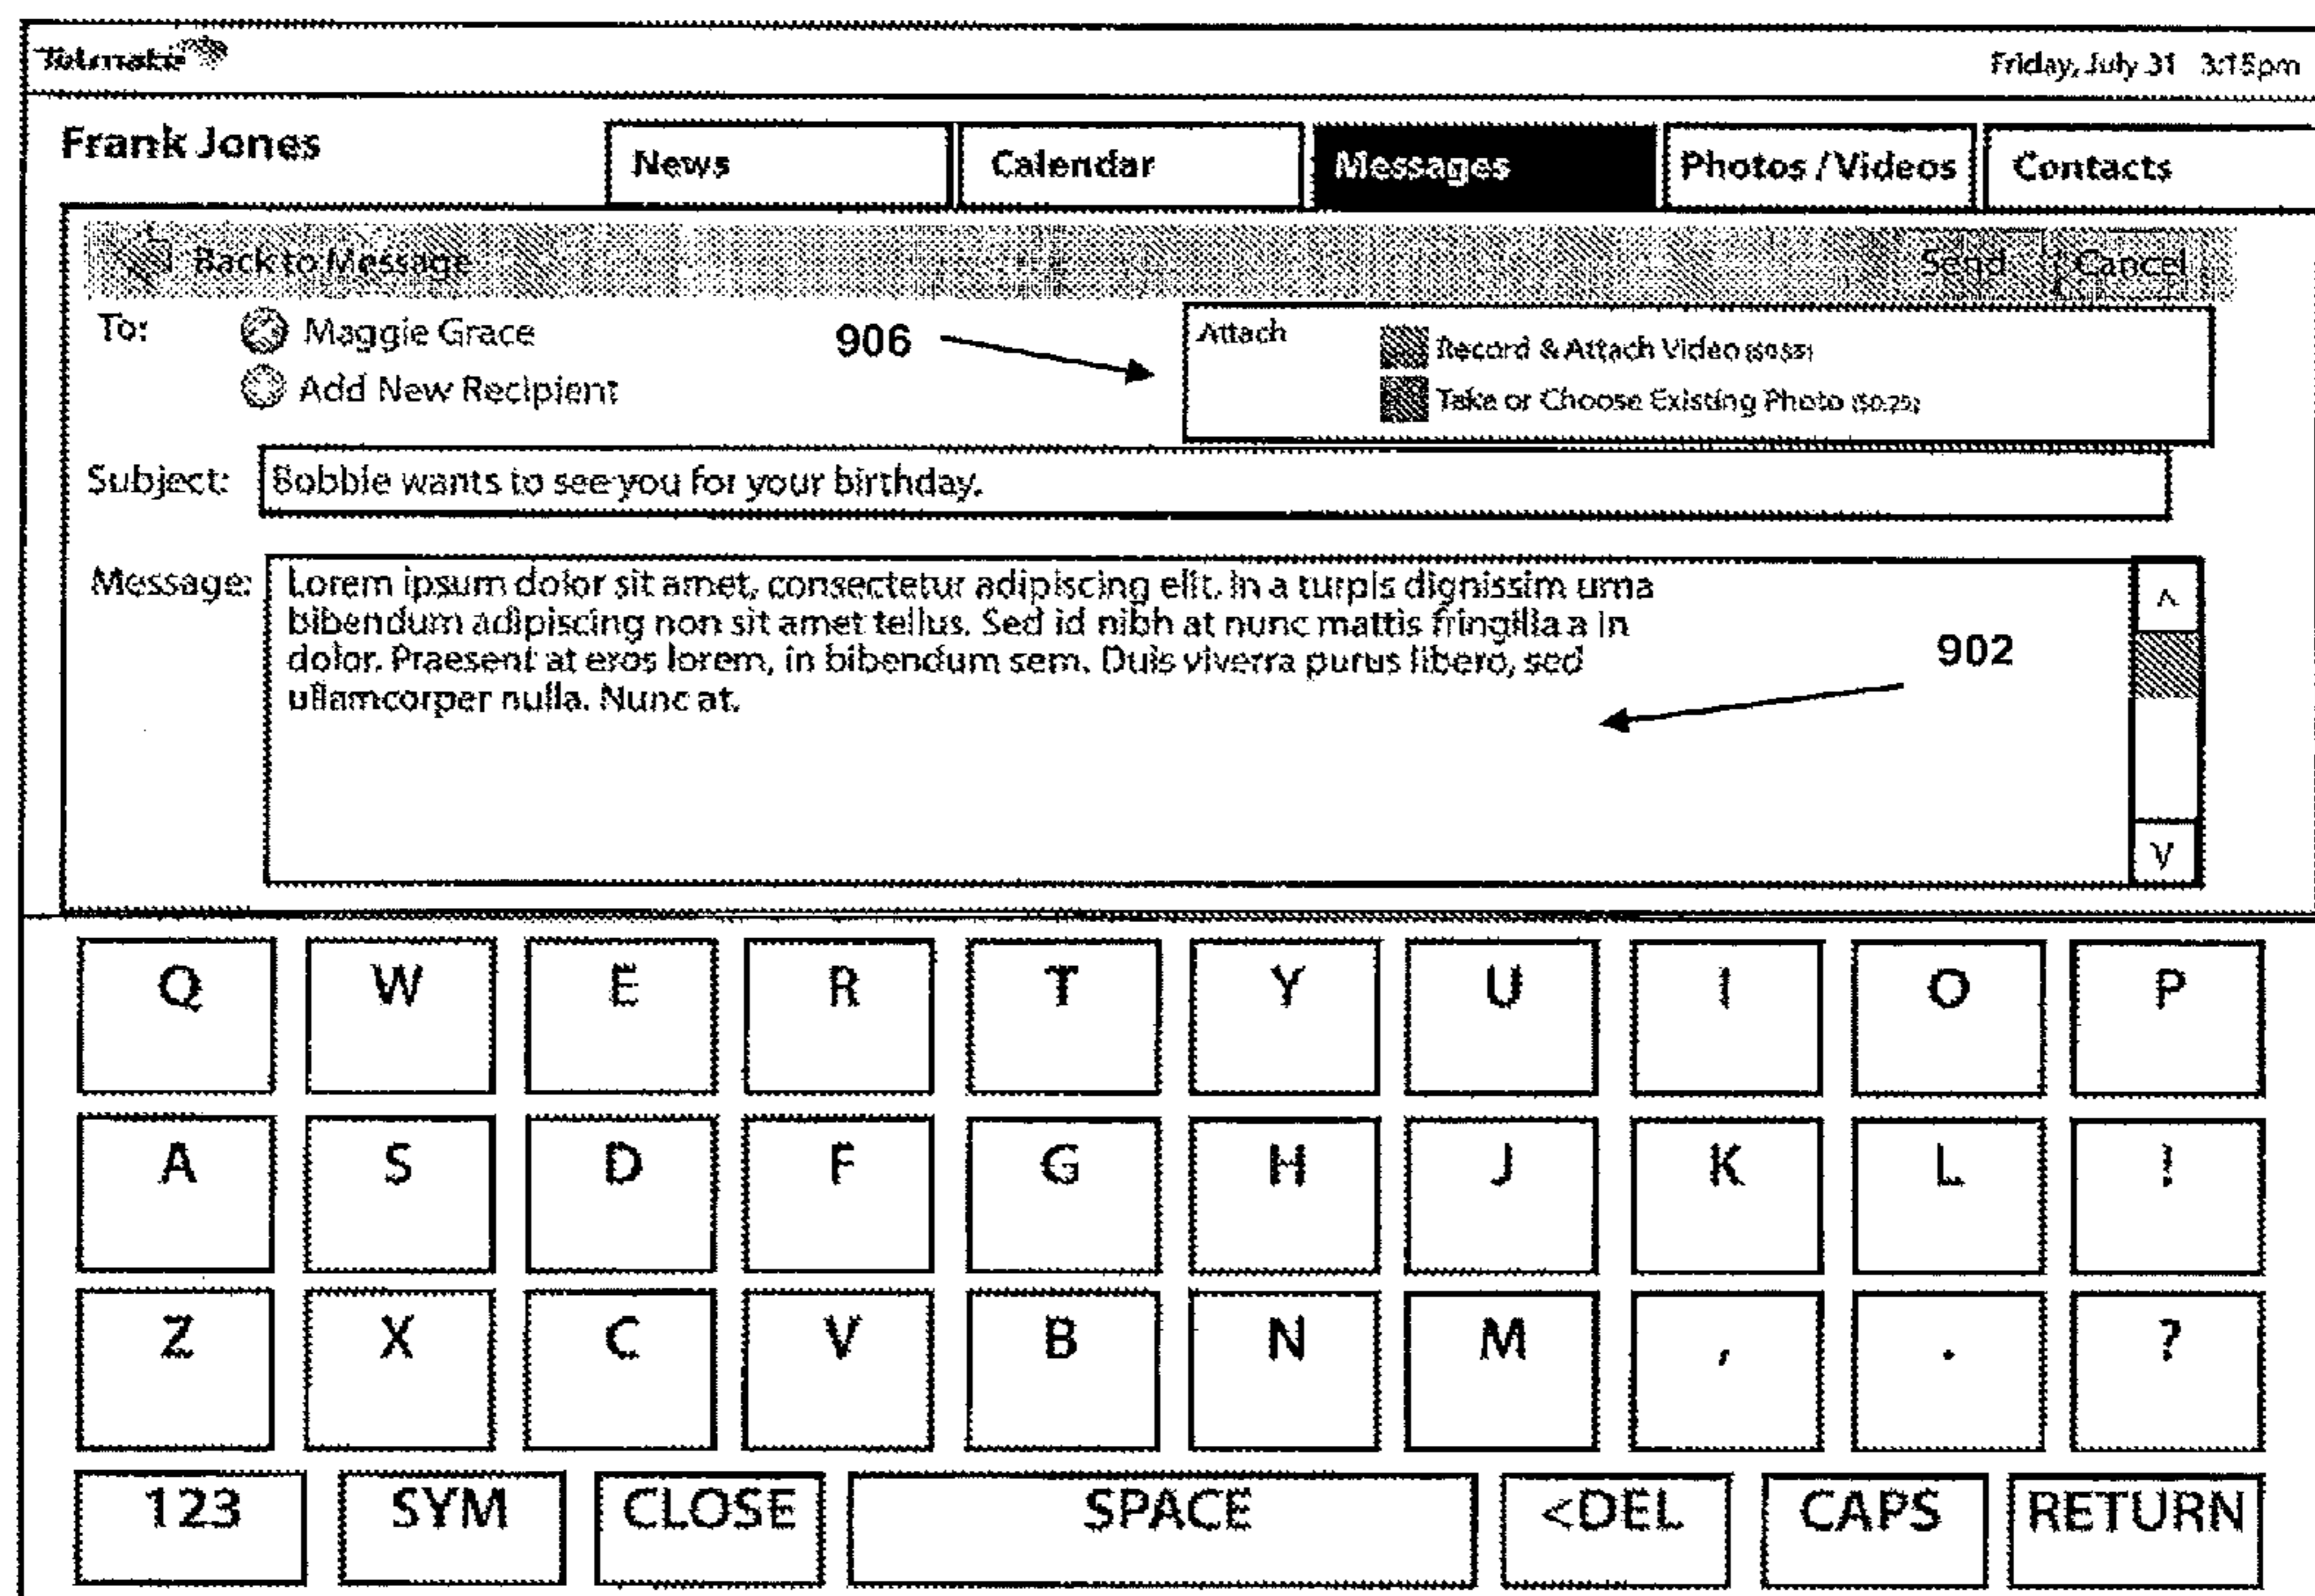 Telmate Friday, July 31 3:15pm
Frank Jones News Calendar Messages Photos / Videos Contacts
Back to Message Send Cancel
To: Maggie Grace 906 Attach Record & Attach Video
Add New Recipient Take or Choose Existing Photo ($0.25)
Subject: Bobbie wants to see you for your birthday.
Message: Lorem ipsum dolor sit amet, consectetur adipiscing elit. In a turpis dignissim urna
bibendum adipiscing non sit amet tellus. Sed id nibh at nunc mattis fringilla a in
dolor. Praesent at eros lorem, in bibendum sem. Duis viverra purus libero, sed
ullamcorper nulla. Nunc at.
902
Q W E R T Y U I O P
A S D F G H J K L !
Z X C V B N M , . ?
123 SYM CLOSE SPACE <DEL CAPS RETURN